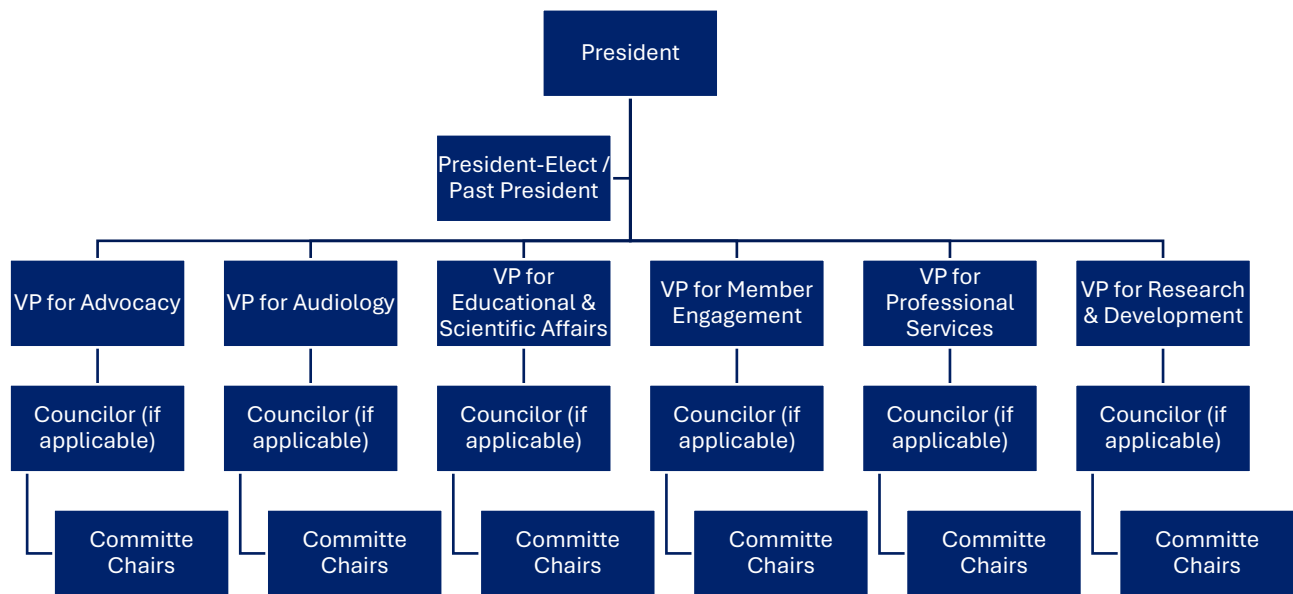 President
President-Elect /
Past President
VP for Advocacy
VP for Audiology
VP for
Educational &
Scientific Affairs
VP for Member
Engagement
VP for
Professional
Services
VP for Research
& Development
Councilor (if
applicable)
Councilor (if
applicable)
Councilor (if
applicable)
Councilor (if
applicable)
Councilor (if
applicable)
Councilor (if
applicable)
Committe
Chairs
Committe
Chairs
Committe
Chairs
Committe
Chairs
Committe
Chairs
Committe
Chairs